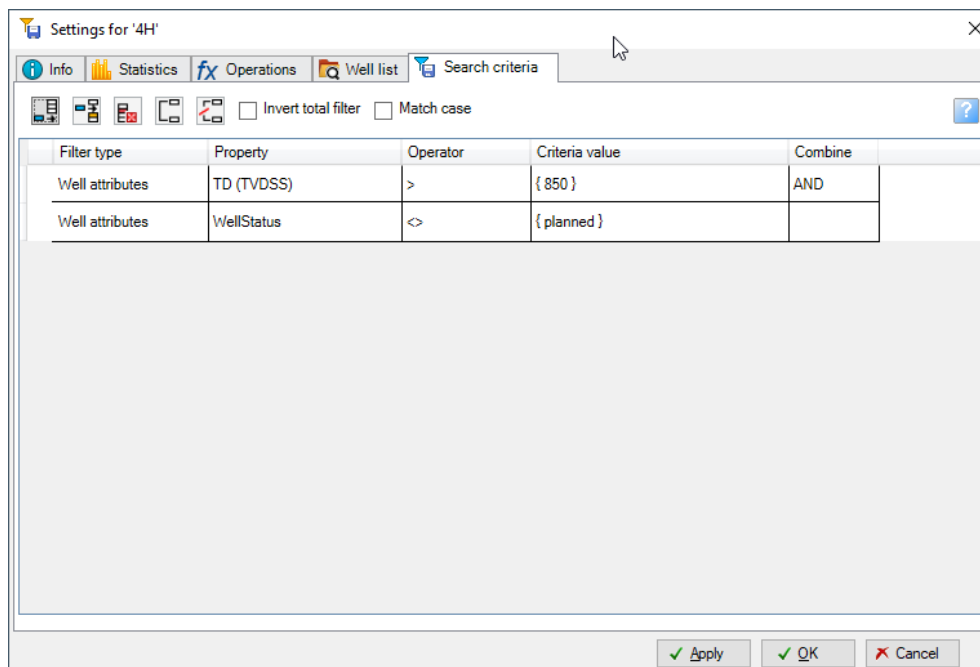 Settings for '4H'
Info Statistics fx Operations Well list Search criteria
Invert total filter Match case ?
Filter type Property Operator Criteria value Combine
Well attributes TD (TVDSS) > { 850 } AND
Well attributes WellStatus <> { planned }
Apply OK Cancel